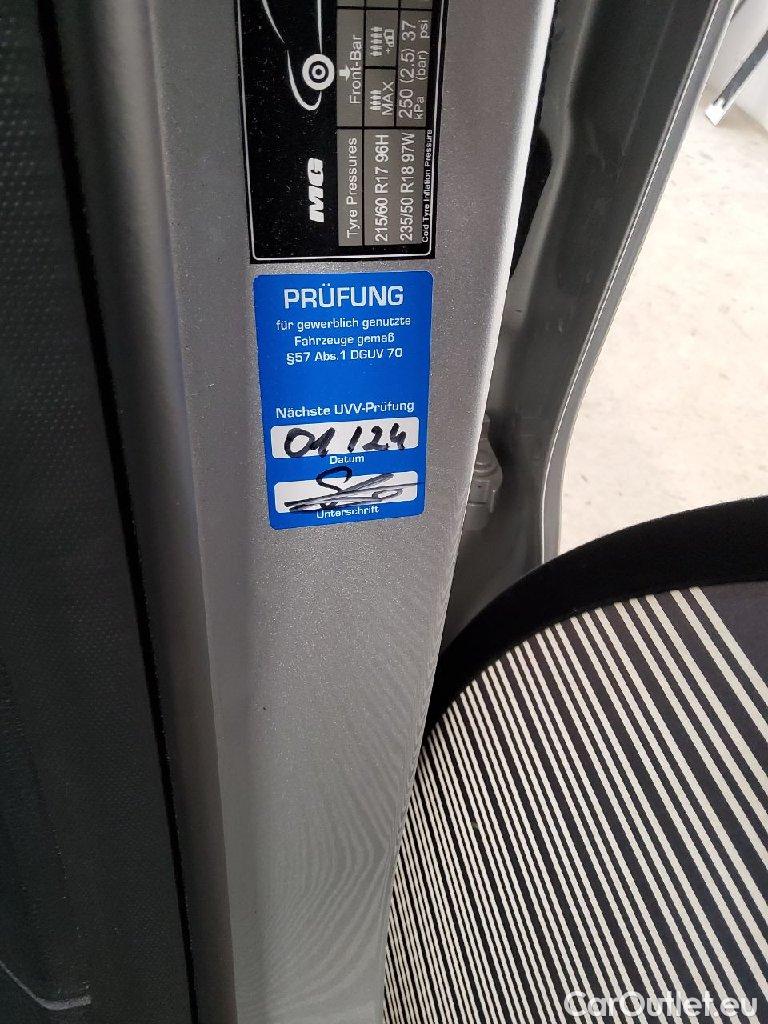 MG
Tyre Pressures
Front-Bar
MAX
215/60 R17 96H
235/50 R18 97W
250 (2.5) 37
kPa (bar) psi
Cold Tyre Inflation Pressure
PRÜFUNG
für gewerblich genutzte
Fahrzeuge gemäß
§57 Abs.1 DGUV 70
Nächste UVV-Prüfung
01/24
Datum
Unterschrift
CarOutlet.eu